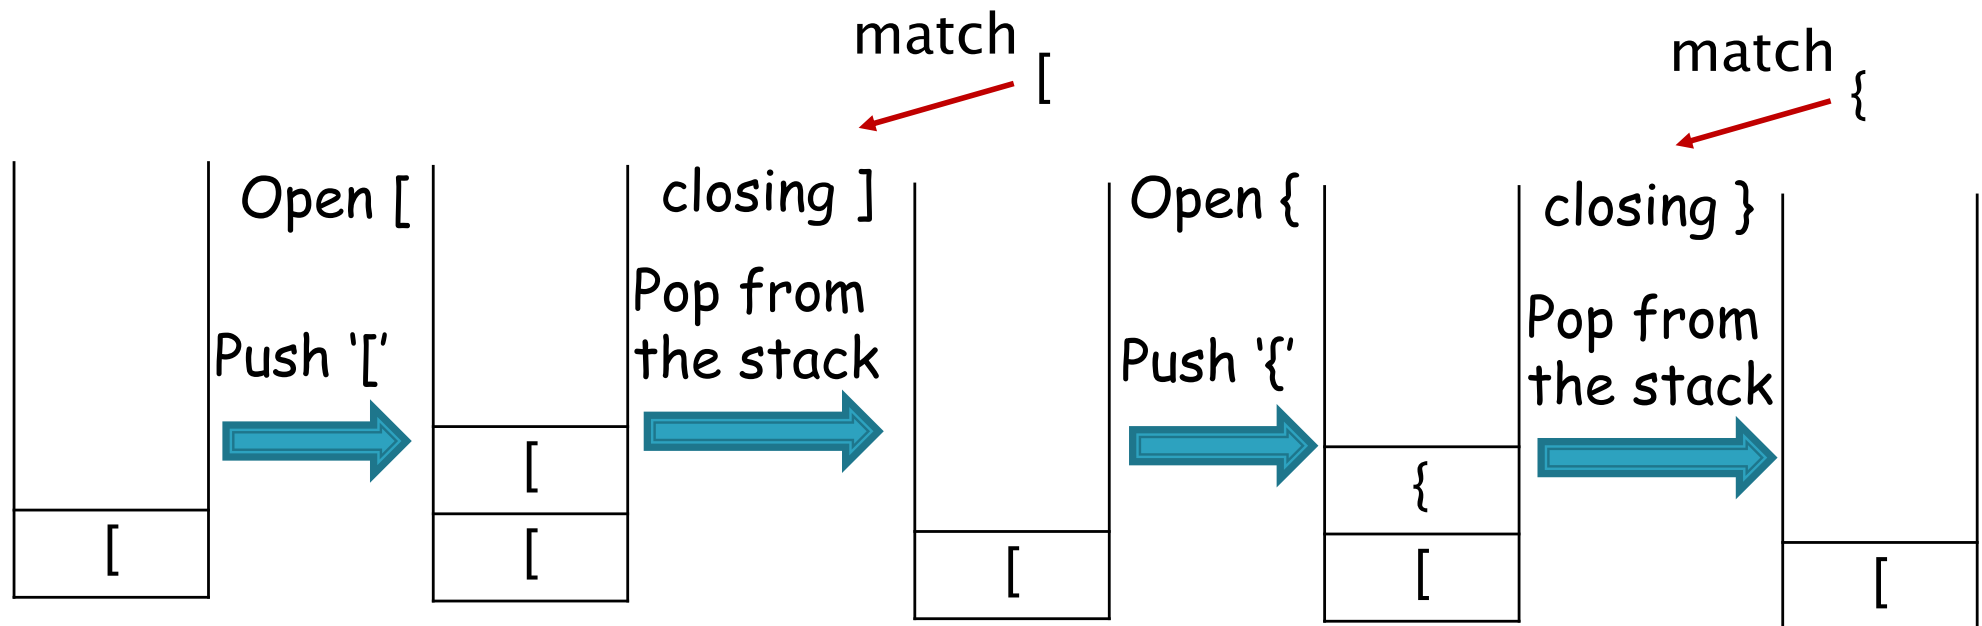 match [
match {
Open [
closing ]
Open {
closing }
Pop from
the stack
Push ‘[’
Pop from
the stack
Push ‘{’
[
[
[
[
{
[
[